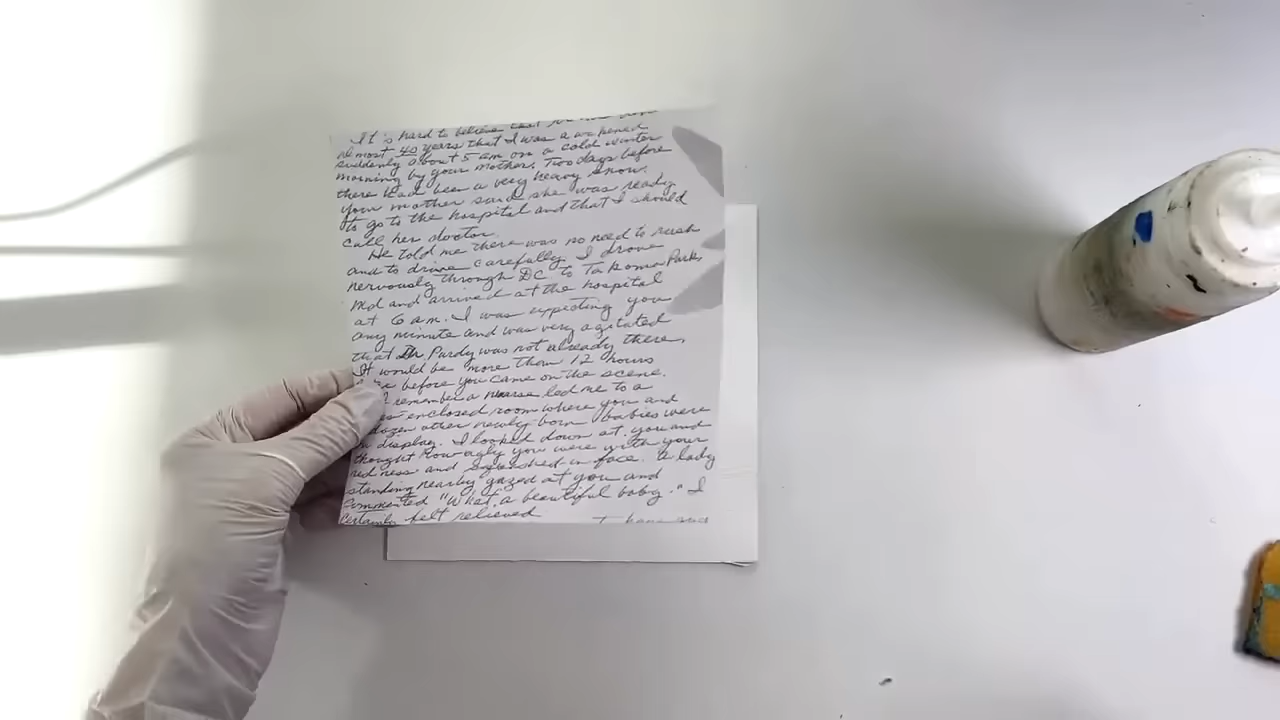 It's hard to believe that
almost 40 years that I was awakened
suddenly about 5 am on a cold winter
morning by your mother. Two days before
there had been a very heavy snow.
Your mother said she was ready
to go to the hospital and that I should
call her doctor.
He told me there was no need to rush
and to drive carefully I drove
nervously through DC to Takoma Park
Md and arrived at the hospital
at 6 am. I was expecting you
any minute and was very agitated
that Dr. Pardy was not already there.
It would be more than 12 hours
before you came on the scene.
I remember a nurse led me to a
enclosed room where you and
dozen other newly-born babies were
on display. I looked down at you and
thought how ugly you were with your
redness and squished-in face. A lady
standing nearby gazed at you and
commented "What a beautiful baby." I
certainly felt relieved
I have